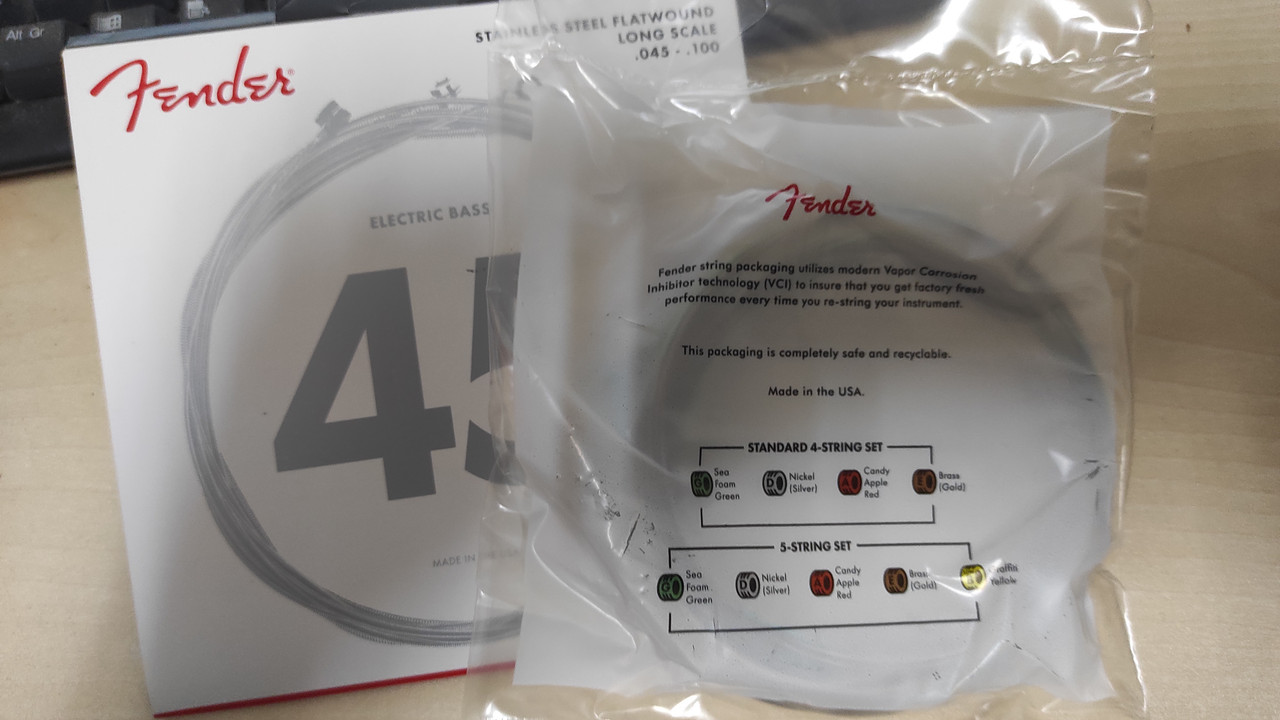 Alt Gr
Fender
STAINLESS STEEL FLATWOUND
LONG SCALE
.045 - .100
ELECTRIC BASS
45
MADE IN
Fender
Fender string packaging utilizes modern Vapor Corrosion
Inhibitor technology (VCI) to insure that you get factory fresh
performance every time you re-string your instrument.
This packaging is completely safe and recyclable.
Made in the USA.
STANDARD 4-STRING SET
G Sea Foam Green
D Nickel (Silver)
A Candy Apple Red
E Brass (Gold)
5-STRING SET
G Sea Foam Green
D Nickel (Silver)
A Candy Apple Red
E Brass (Gold)
Yellow